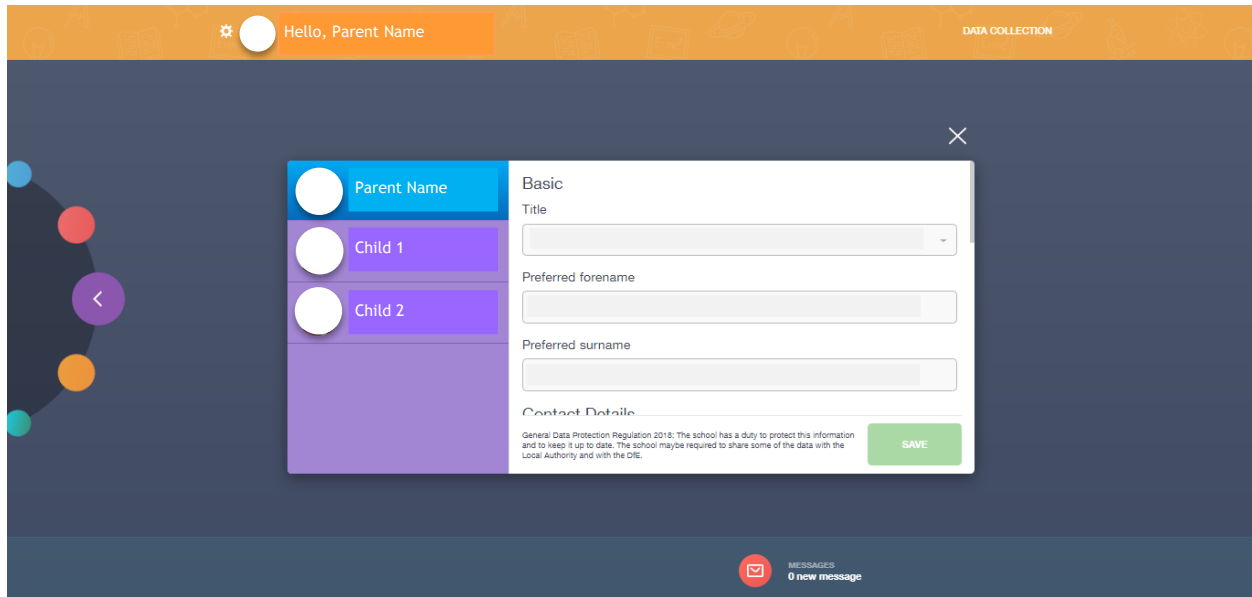 Hello, Parent Name
DATA COLLECTION
Parent Name
Child 1
Child 2
Basic
Title
Preferred forename
Preferred surname
Contact Details
General Data Protection Regulation 2018: The school has a duty to protect this information
and to keep it up to date. The school maybe required to share some of the data with the
Local Authority and with the DfE.
SAVE
MESSAGES
0 new message